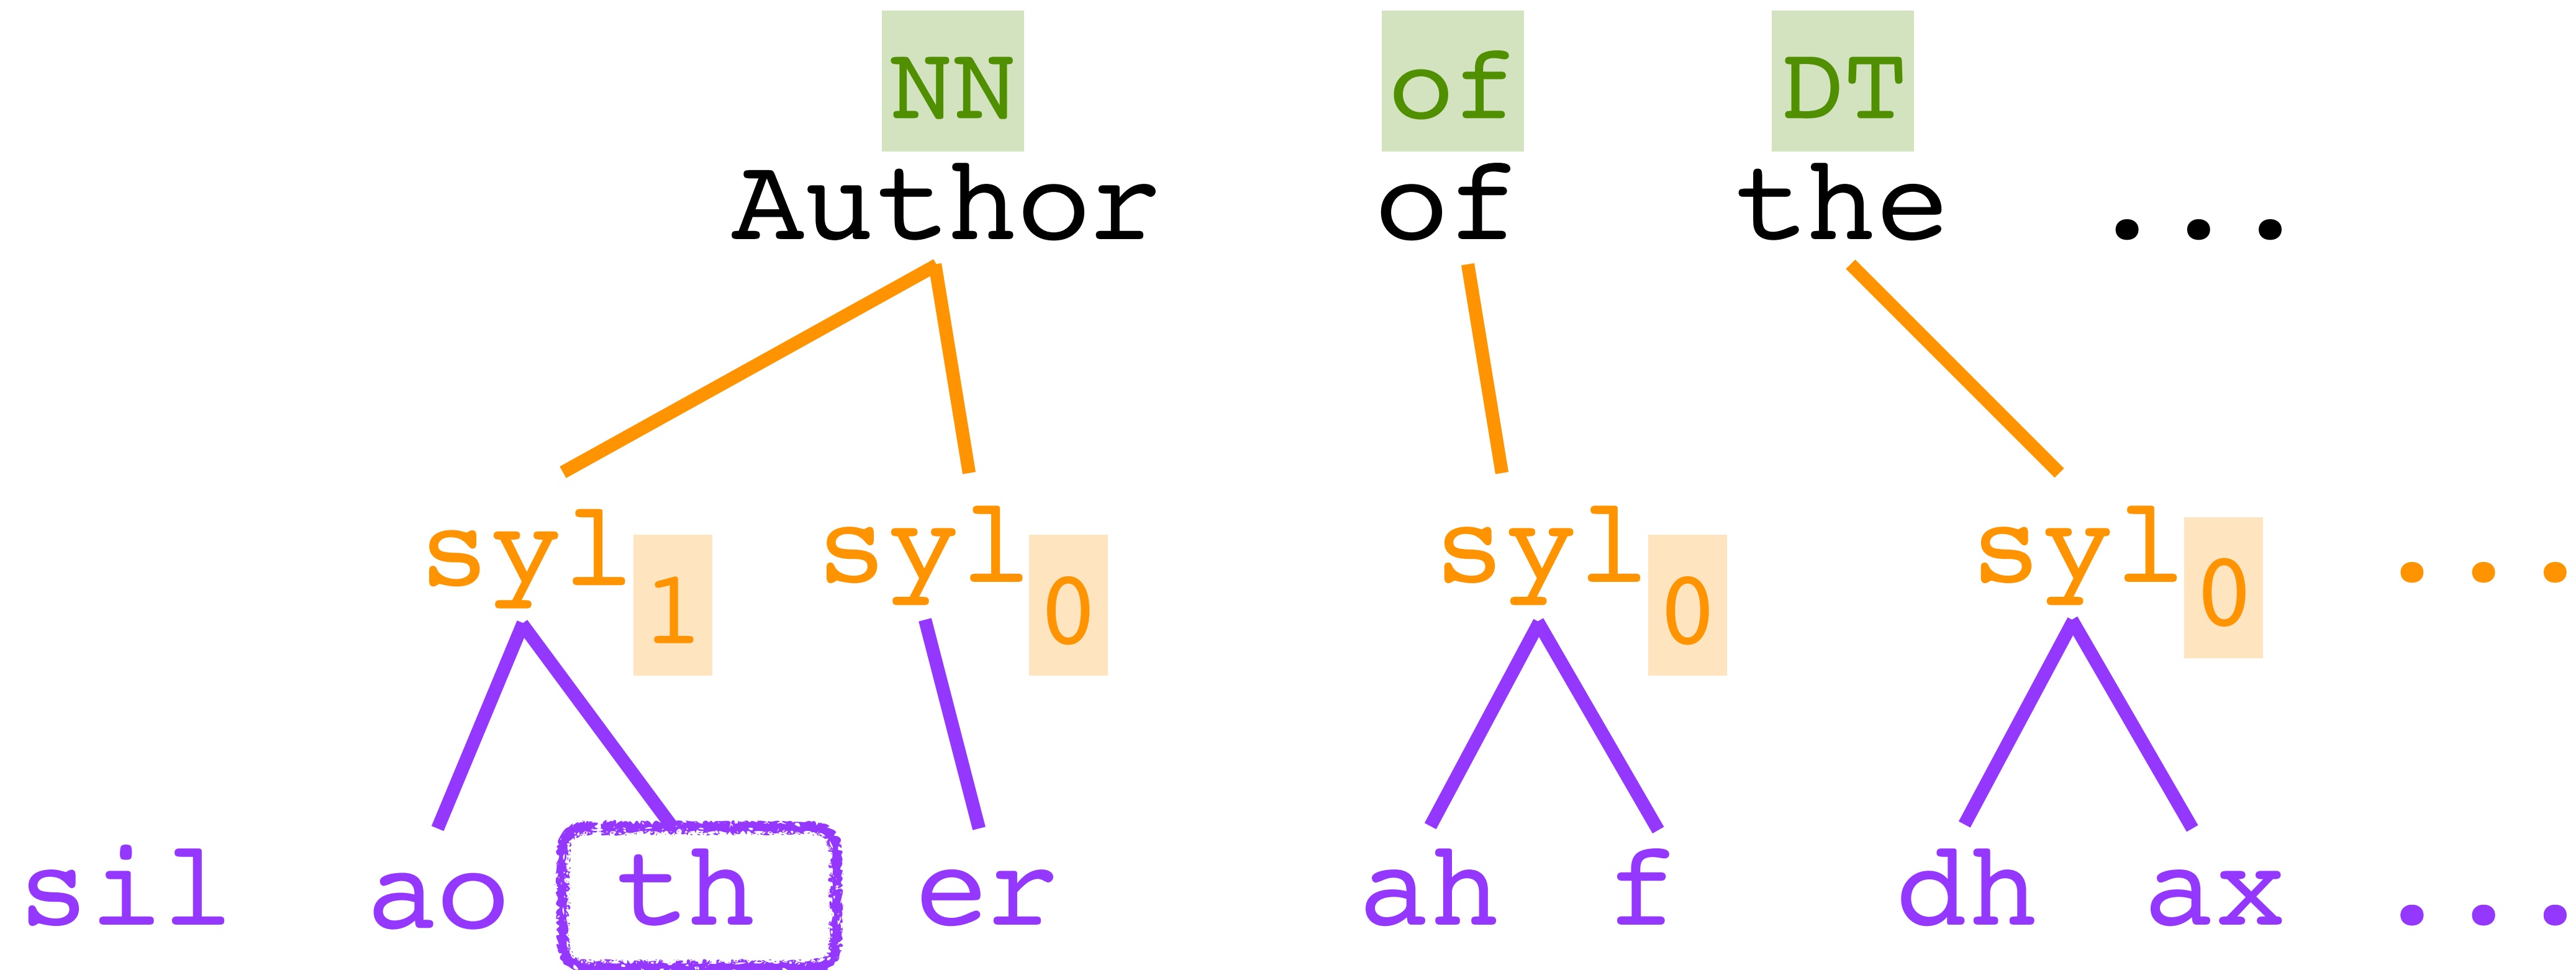 NN of DT
Author of the ...
syl1 syl0 syl0 syl0 ...
sil ao th er ah f dh ax ...